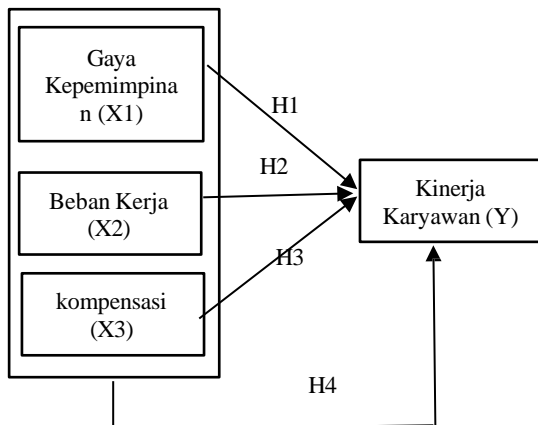 Gaya
Kepemimpina
n (X1)
H1
H2
Beban Kerja
(X2)
Kinerja
Karyawan (Y)
H3
kompensasi
(X3)
H4